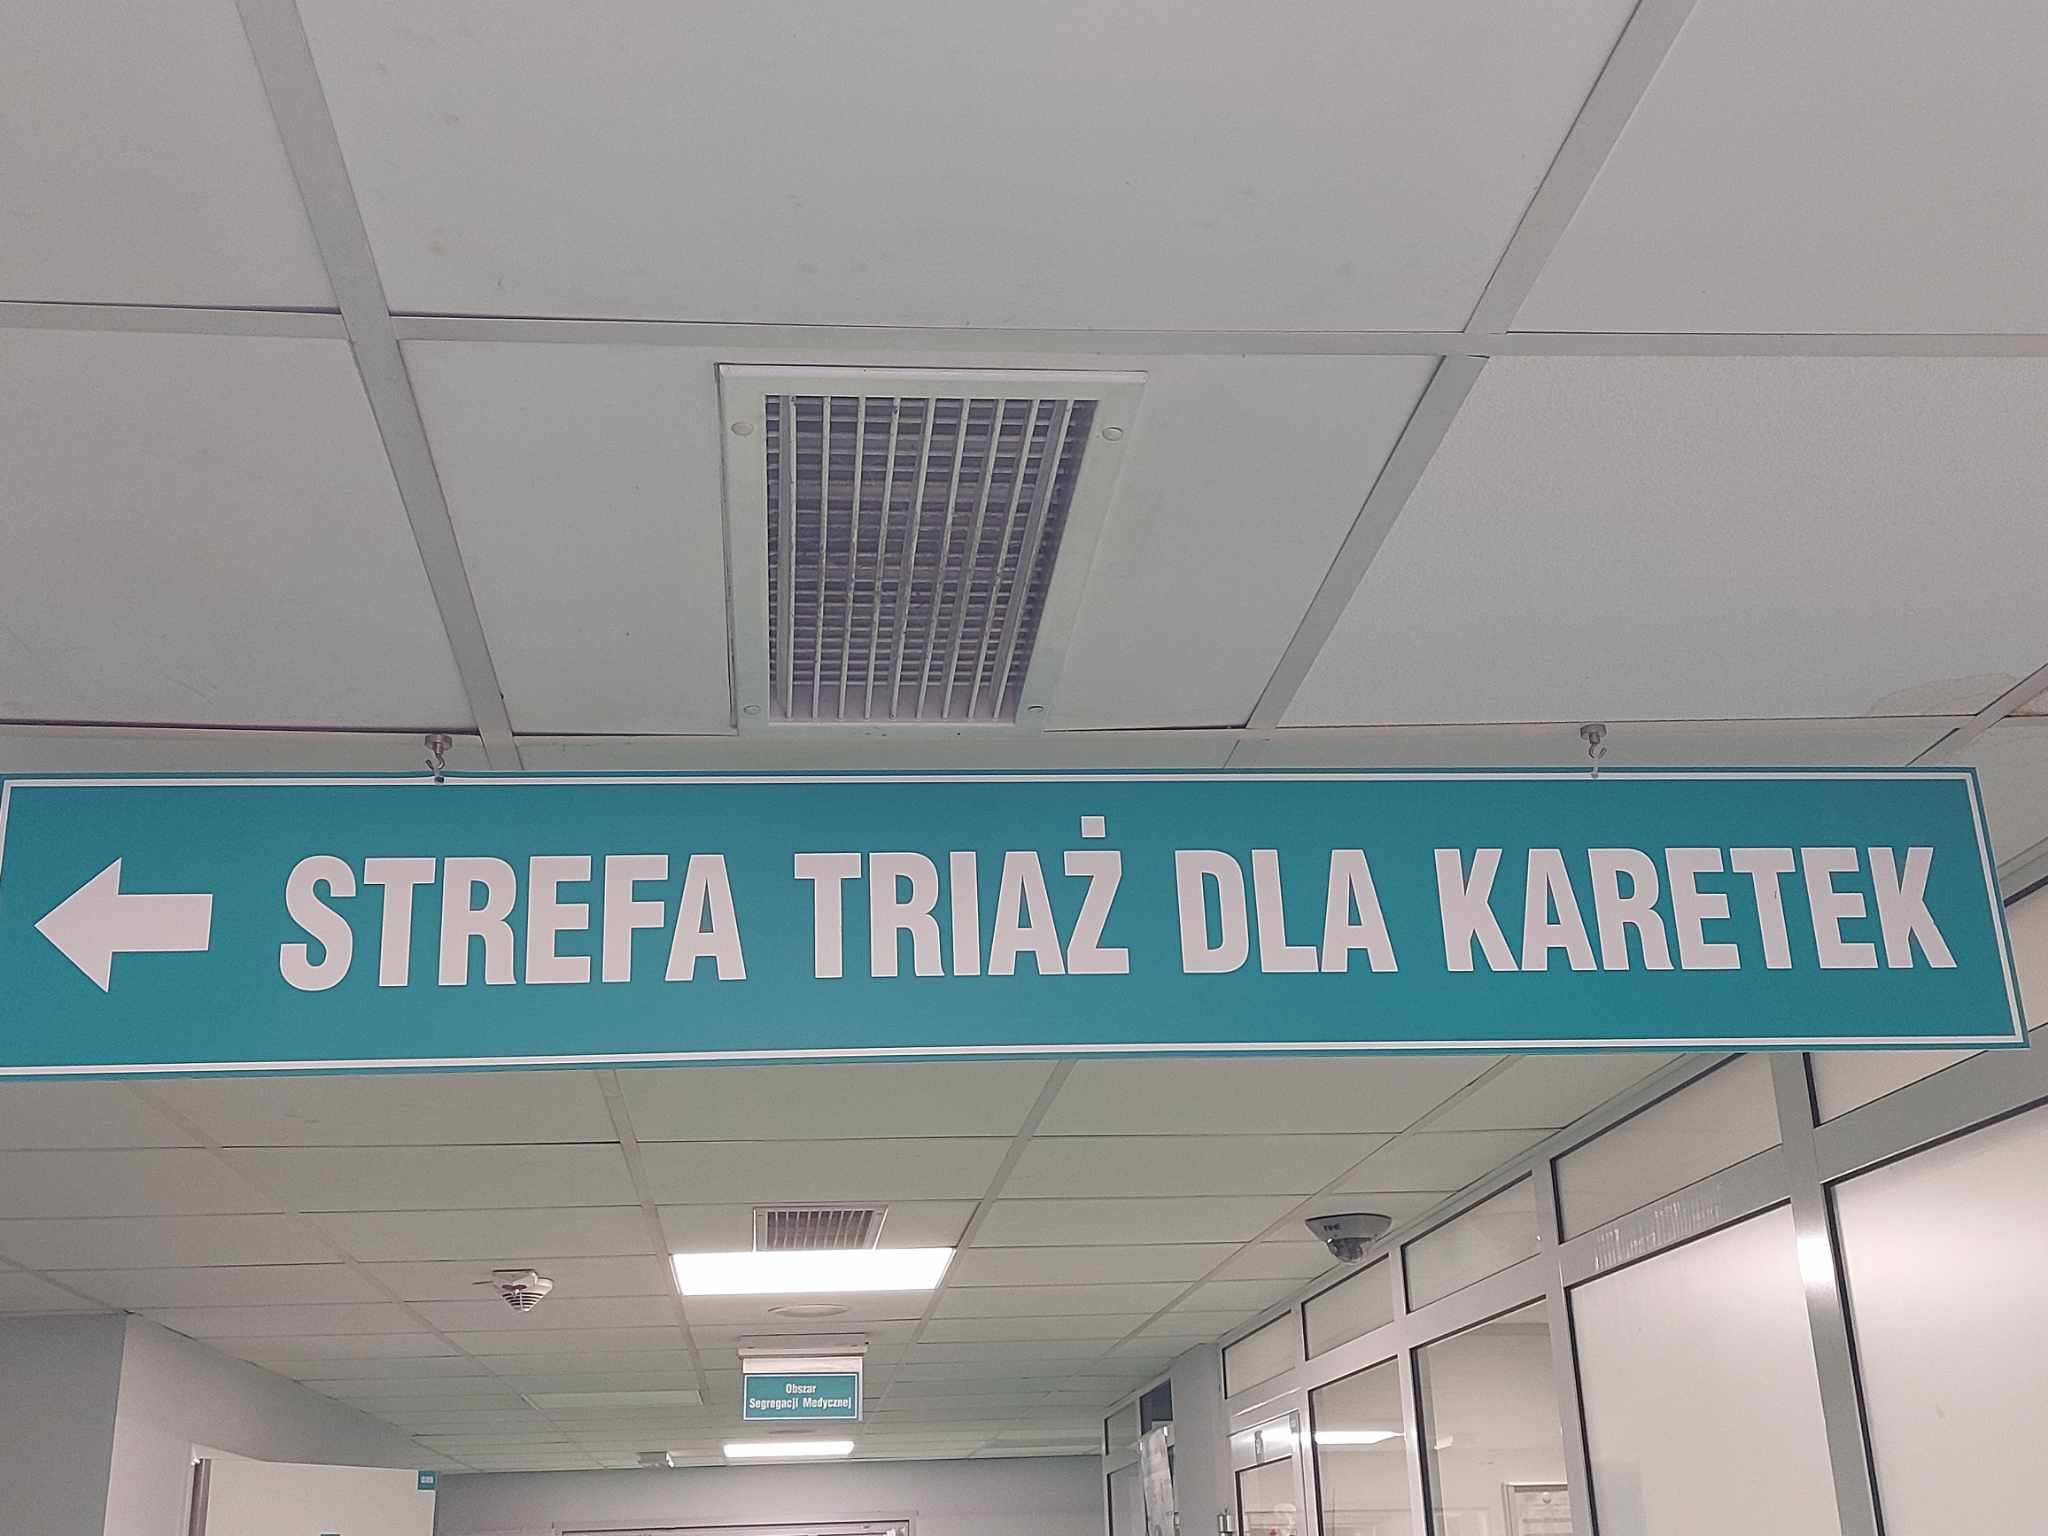 STREFA TRIAŻ DLA KARETEK
Obszar
Segregacji Medycznej